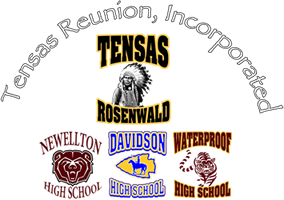 Tensas Reunion, Incorporated
TENSAS
ROSENWALD
NEWELLTON
HIGH SCHOOL
DAVIDSON
HIGH SCHOOL
WATERPROOF
HIGH SCHOOL